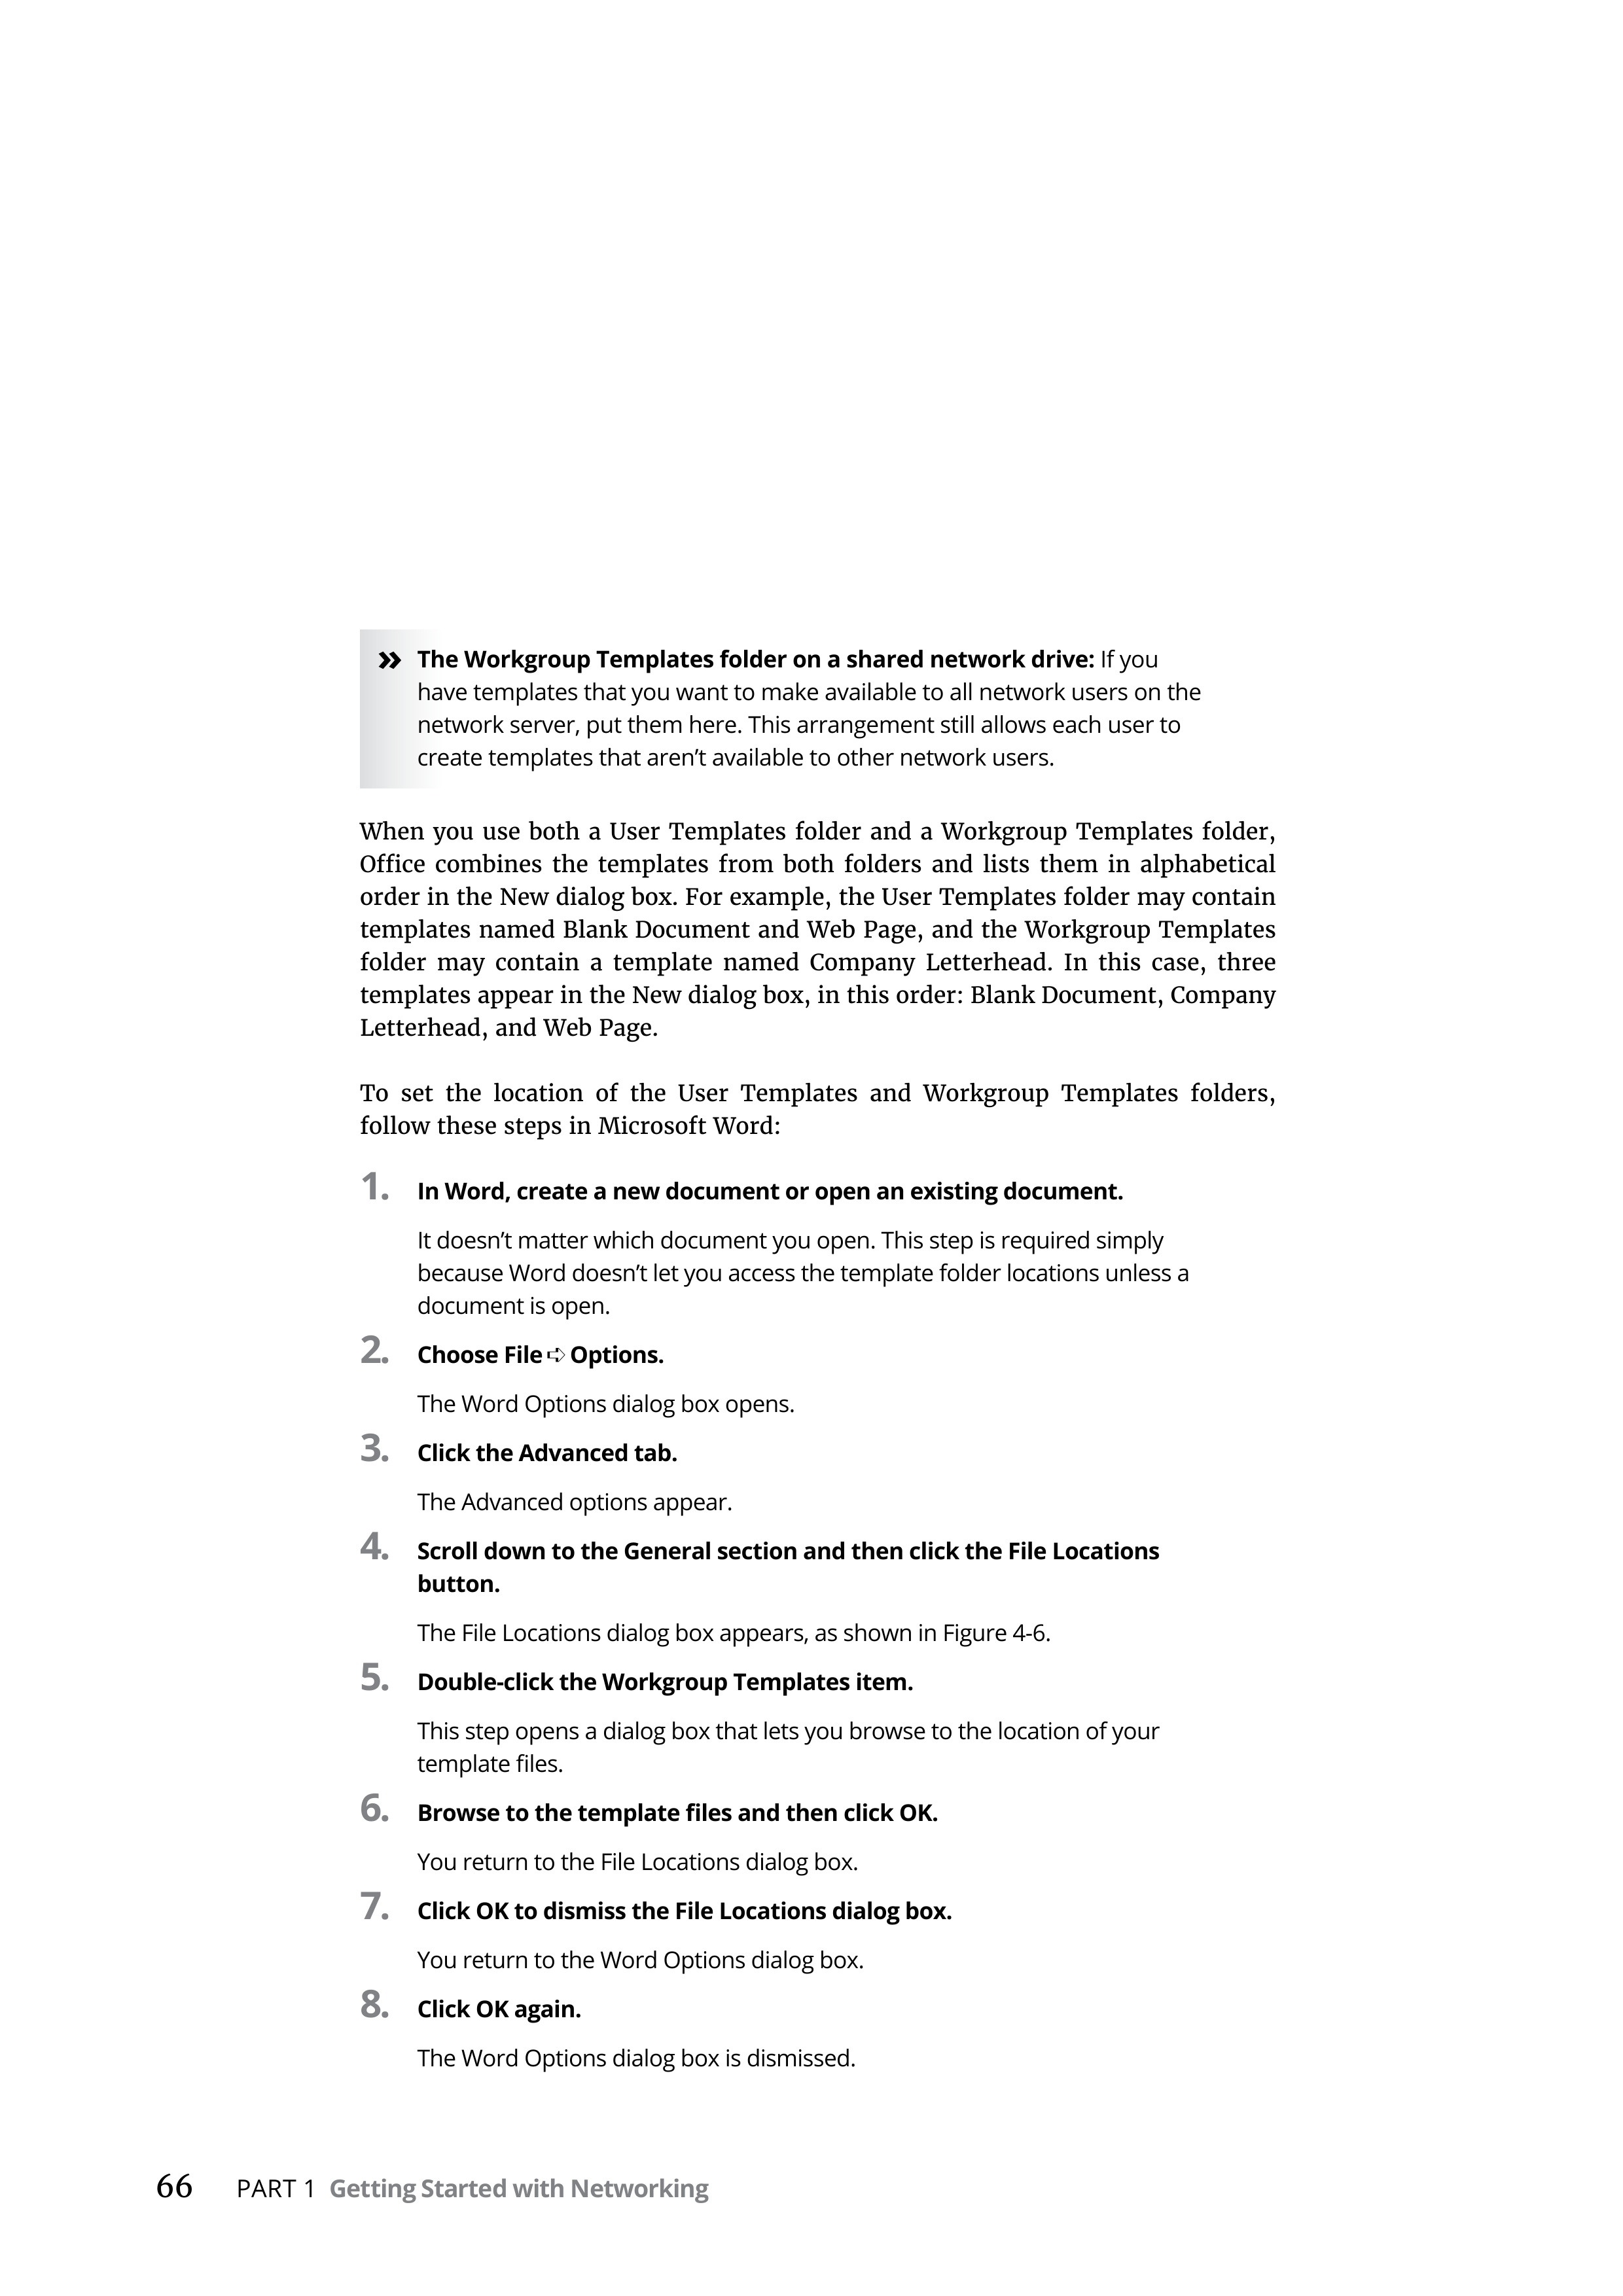 » The Workgroup Templates folder on a shared network drive: If you
have templates that you want to make available to all network users on the
network server, put them here. This arrangement still allows each user to
create templates that aren’t available to other network users.
When you use both a User Templates folder and a Workgroup Templates folder,
Office combines the templates from both folders and lists them in alphabetical
order in the New dialog box. For example, the User Templates folder may contain
templates named Blank Document and Web Page, and the Workgroup Templates
folder may contain a template named Company Letterhead. In this case, three
templates appear in the New dialog box, in this order: Blank Document, Company
Letterhead, and Web Page.
To set the location of the User Templates and Workgroup Templates folders,
follow these steps in Microsoft Word:
1. In Word, create a new document or open an existing document.
It doesn’t matter which document you open. This step is required simply
because Word doesn’t let you access the template folder locations unless a
document is open.
2. Choose File ➪ Options.
The Word Options dialog box opens.
3. Click the Advanced tab.
The Advanced options appear.
4. Scroll down to the General section and then click the File Locations
button.
The File Locations dialog box appears, as shown in Figure 4-6.
5. Double-click the Workgroup Templates item.
This step opens a dialog box that lets you browse to the location of your
template files.
6. Browse to the template files and then click OK.
You return to the File Locations dialog box.
7. Click OK to dismiss the File Locations dialog box.
You return to the Word Options dialog box.
8. Click OK again.
The Word Options dialog box is dismissed.
66 PART 1 Getting Started with Networking